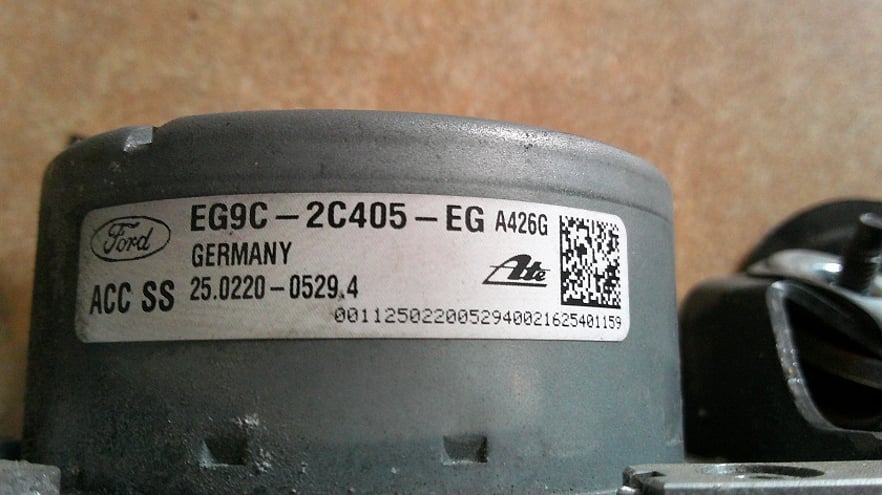 Ford EG9C-2C405-EG A426G
GERMANY Ate
ACC SS 25.0220-0529.4
0011250220052940021625401159